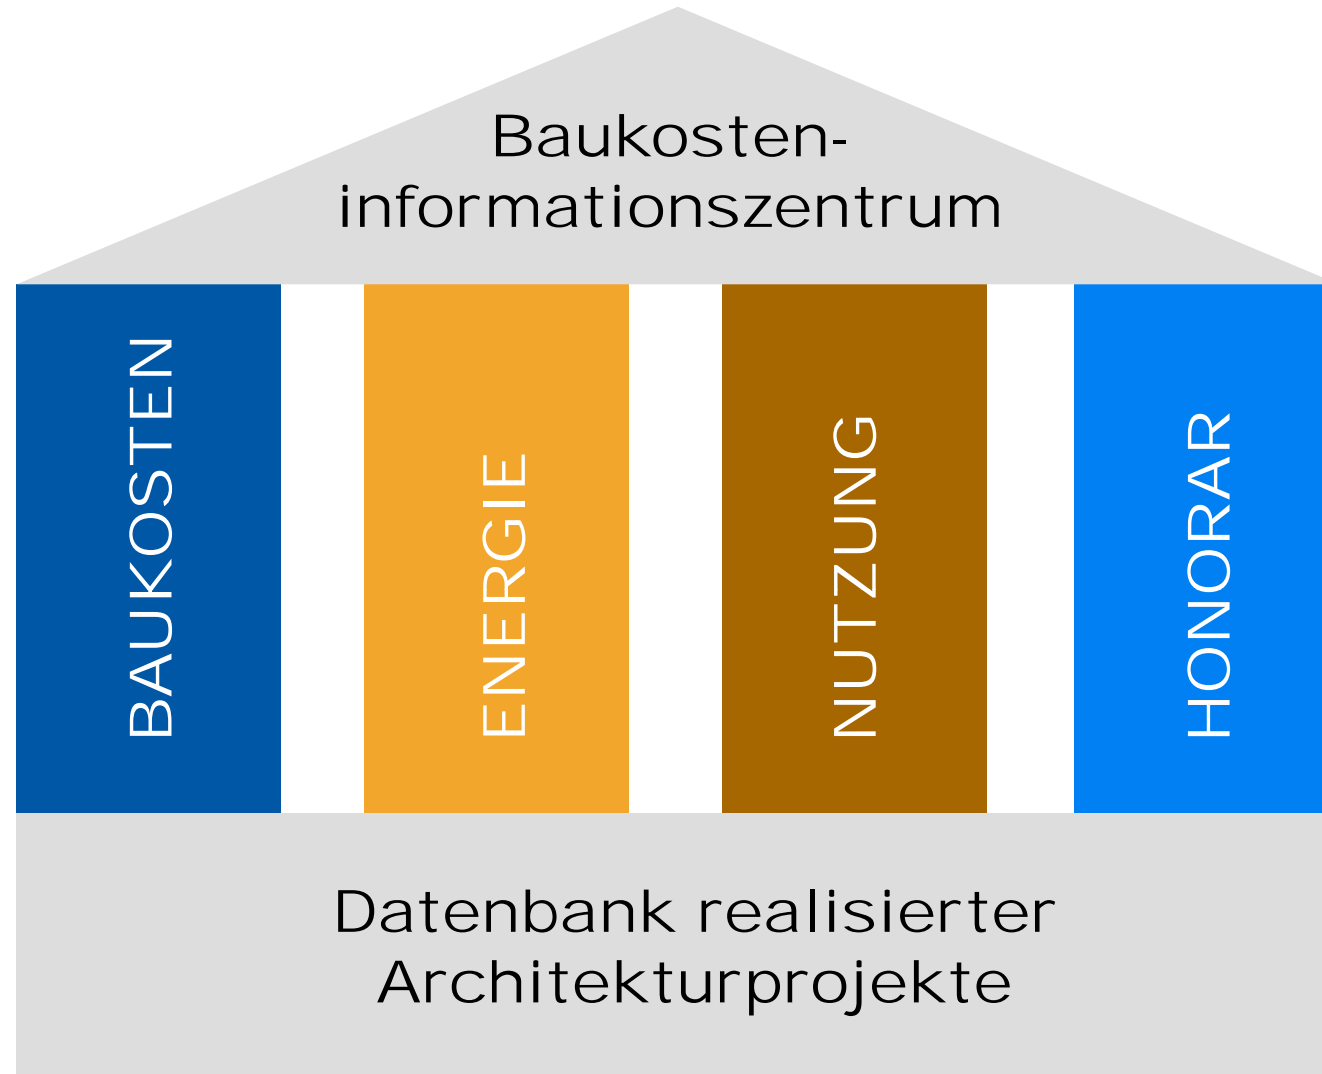 Baukosten-
informationszentrum
BAUKOSTEN
ENERGIE
NUTZUNG
HONORAR
Datenbank realisierter
Architekturprojekte